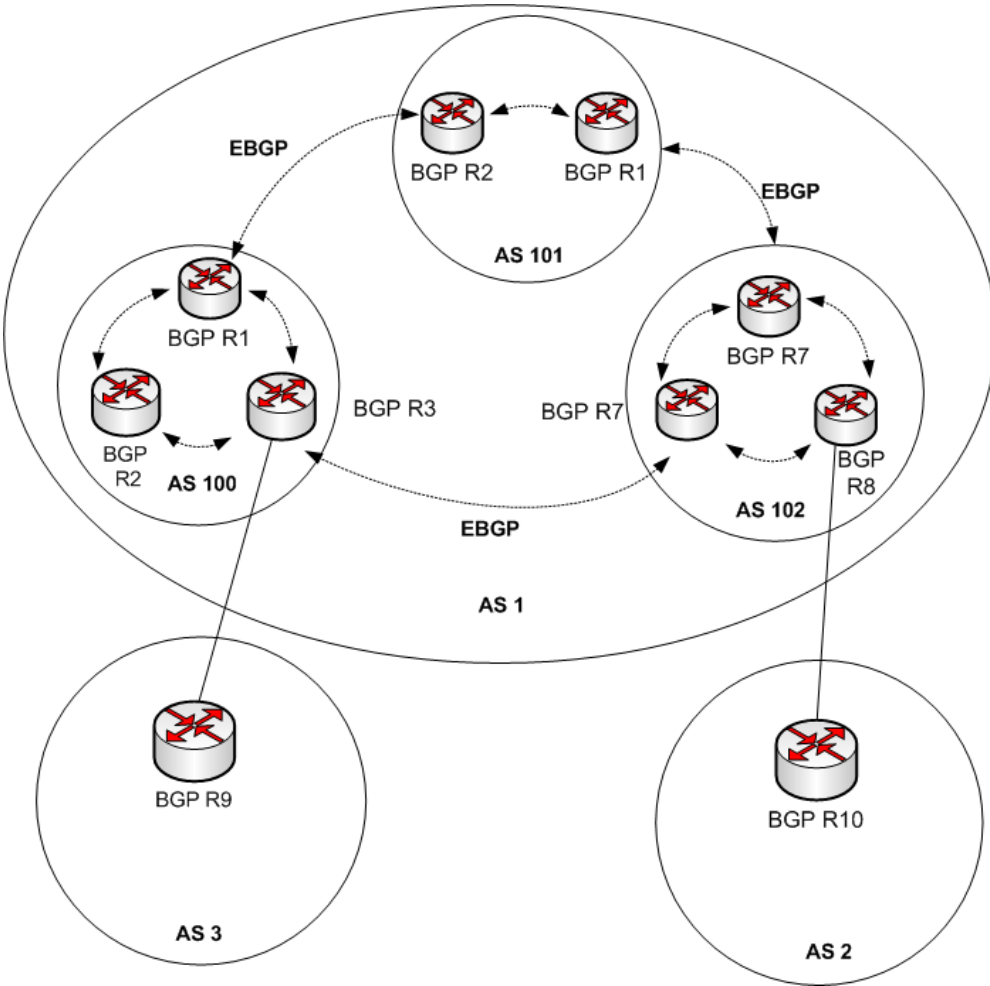 EBGP
BGP R2
BGP R1
EBGP
AS 101
BGP R1
BGP R7
BGP R3
BGP R7
BGP
R2
BGP
R8
AS 100
AS 102
EBGP
AS 1
BGP R9
BGP R10
AS 3
AS 2